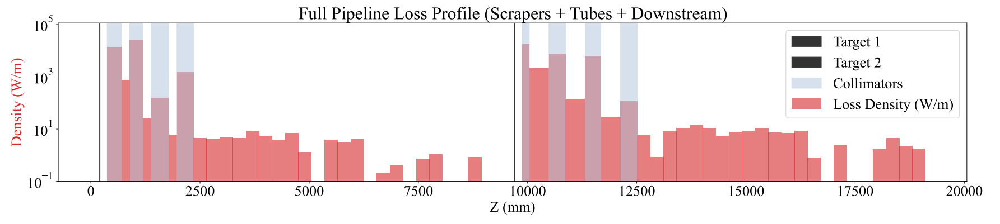 Full Pipeline Loss Profile (Scrapers + Tubes + Downstream)
Density (W/m)
10^5
10^3
10^1
10^−1
Target 1
Target 2
Collimators
Loss Density (W/m)
0 2500 5000 7500 10000 12500 15000 17500 20000
Z (mm)